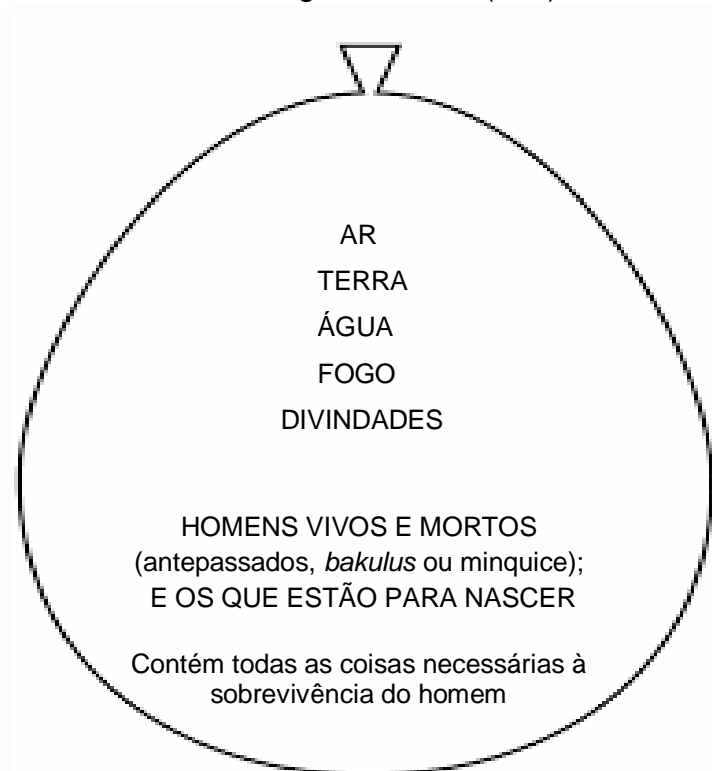 AR
TERRA
ÁGUA
FOGO
DIVINDADES
HOMENS VIVOS E MORTOS
(antepassados, bakulus ou minquice);
E OS QUE ESTÃO PARA NASCER
Contém todas as coisas necessárias à
sobrevivência do homem